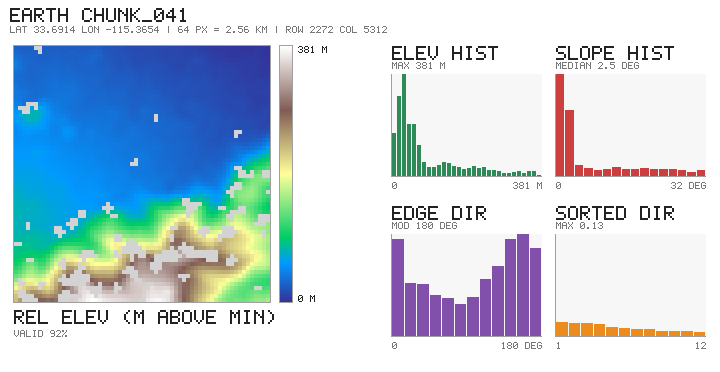 EARTH CHUNK_041
LAT 33.6914 LON -115.3654 | 64 PX = 2.56 KM | ROW 2272 COL 5312
381 M
0 M
REL ELEV (M ABOVE MIN)
VALID 92%
ELEV HIST
MAX 381 M
0 381 M
SLOPE HIST
MEDIAN 2.5 DEG
0 32 DEG
EDGE DIR
MOD 180 DEG
0 180 DEG
SORTED DIR
MAX 0.13
1 12